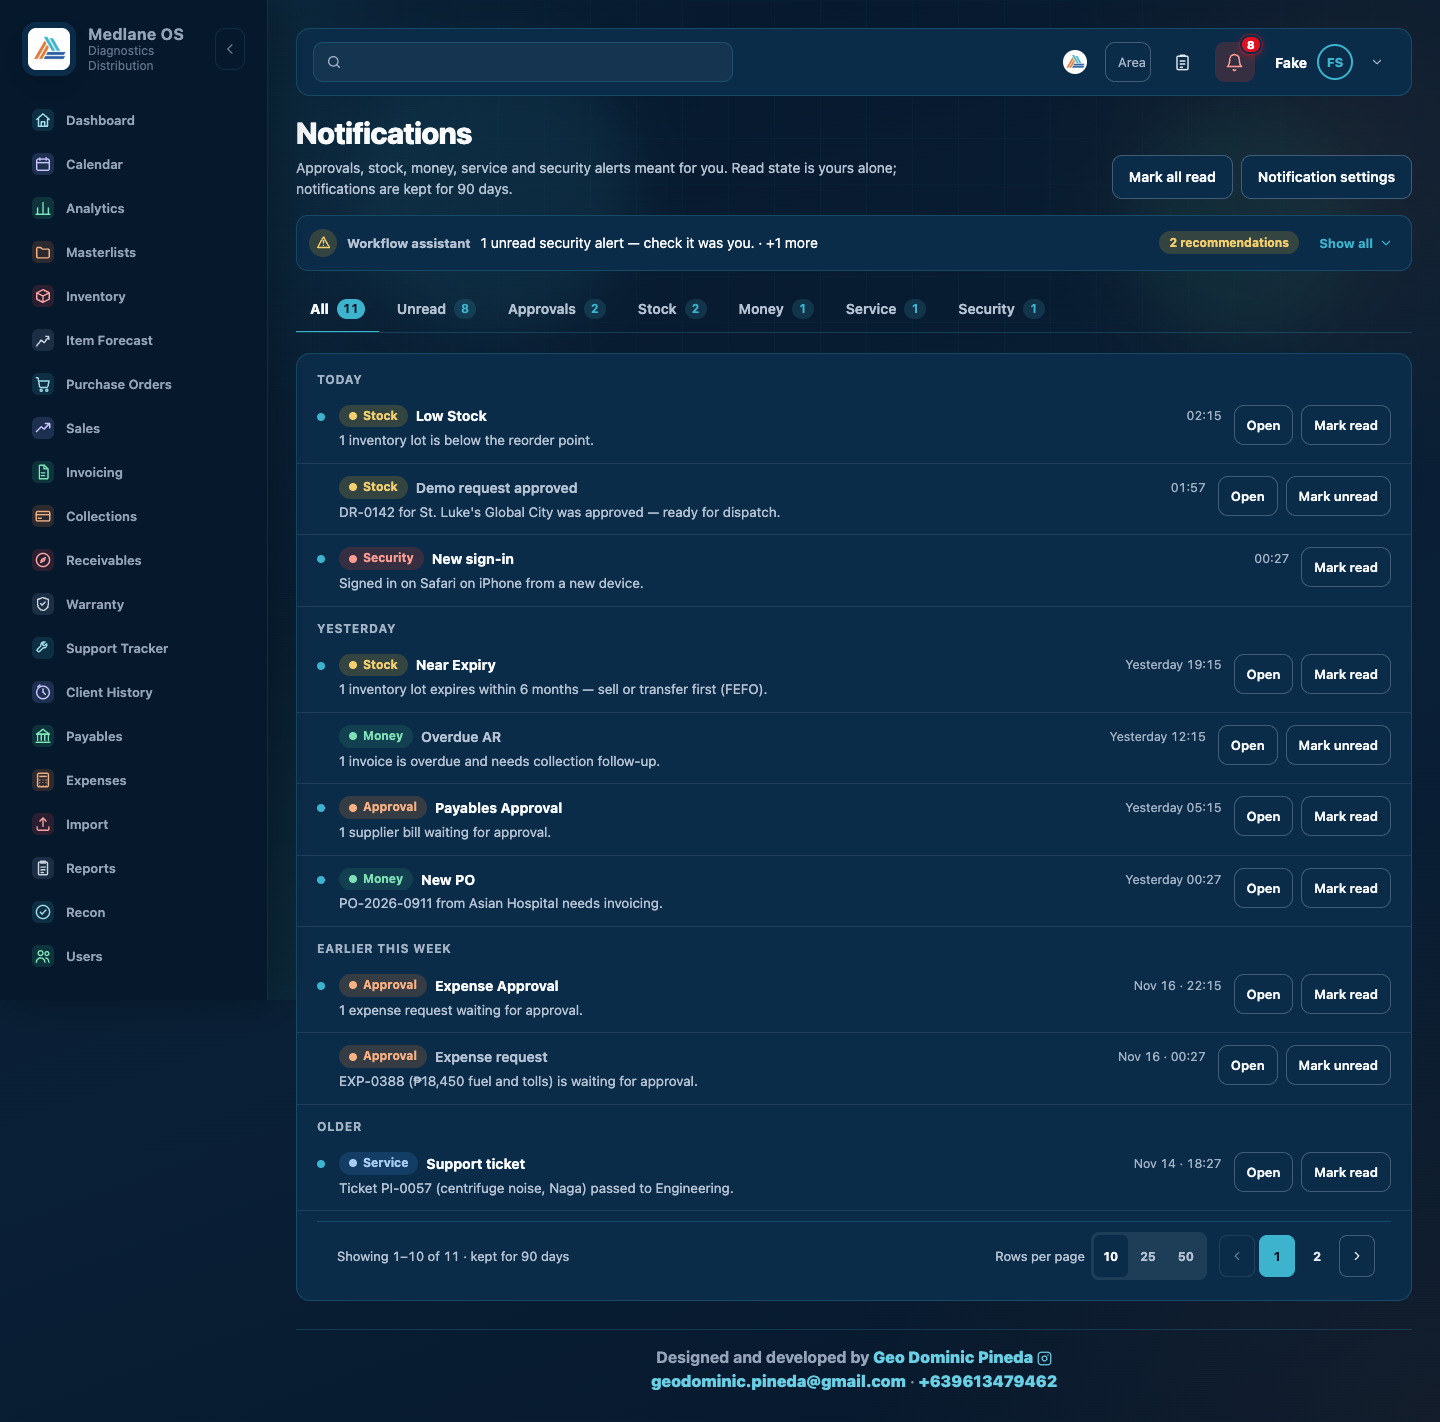 Medlane OS
Diagnostics
Distribution
Dashboard
Calendar
Analytics
Masterlists
Inventory
Item Forecast
Purchase Orders
Sales
Invoicing
Collections
Receivables
Warranty
Support Tracker
Client History
Payables
Expenses
Import
Reports
Recon
Users
Area
8
Fake FS
Notifications
Approvals, stock, money, service and security alerts meant for you. Read state is yours alone;
notifications are kept for 90 days.
Mark all read
Notification settings
Workflow assistant 1 unread security alert — check it was you. · +1 more
2 recommendations
Show all
All 11 Unread 8 Approvals 2 Stock 2 Money 1 Service 1 Security 1
TODAY
Stock Low Stock 02:15 Open Mark read
1 inventory lot is below the reorder point.
Stock Demo request approved 01:57 Open Mark unread
DR-0142 for St. Luke's Global City was approved — ready for dispatch.
Security New sign-in 00:27 Mark read
Signed in on Safari on iPhone from a new device.
YESTERDAY
Stock Near Expiry Yesterday 19:15 Open Mark read
1 inventory lot expires within 6 months — sell or transfer first (FEFO).
Money Overdue AR Yesterday 12:15 Open Mark unread
1 invoice is overdue and needs collection follow-up.
Approval Payables Approval Yesterday 05:15 Open Mark read
1 supplier bill waiting for approval.
Money New PO Yesterday 00:27 Open Mark read
PO-2026-0911 from Asian Hospital needs invoicing.
EARLIER THIS WEEK
Approval Expense Approval Nov 16 · 22:15 Open Mark read
1 expense request waiting for approval.
Approval Expense request Nov 16 · 00:27 Open Mark unread
EXP-0388 (₱18,450 fuel and tolls) is waiting for approval.
OLDER
Service Support ticket Nov 14 · 18:27 Open Mark read
Ticket PI-0057 (centrifuge noise, Naga) passed to Engineering.
Showing 1–10 of 11 · kept for 90 days
Rows per page 10 25 50 1 2
Designed and developed by Geo Dominic Pineda
geodominic.pineda@gmail.com · +639613479462